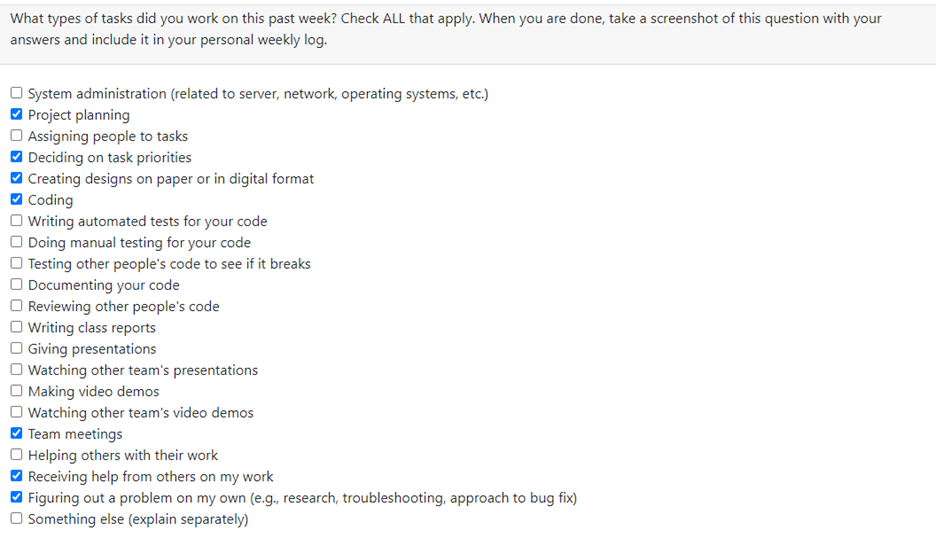 What types of tasks did you work on this past week? Check ALL that apply. When you are done, take a screenshot of this question with your
answers and include it in your personal weekly log.
System administration (related to server, network, operating systems, etc.)
Project planning
Assigning people to tasks
Deciding on task priorities
Creating designs on paper or in digital format
Coding
Writing automated tests for your code
Doing manual testing for your code
Testing other people's code to see if it breaks
Documenting your code
Reviewing other people's code
Writing class reports
Giving presentations
Watching other team's presentations
Making video demos
Watching other team's video demos
Team meetings
Helping others with their work
Receiving help from others on my work
Figuring out a problem on my own (e.g., research, troubleshooting, approach to bug fix)
Something else (explain separately)